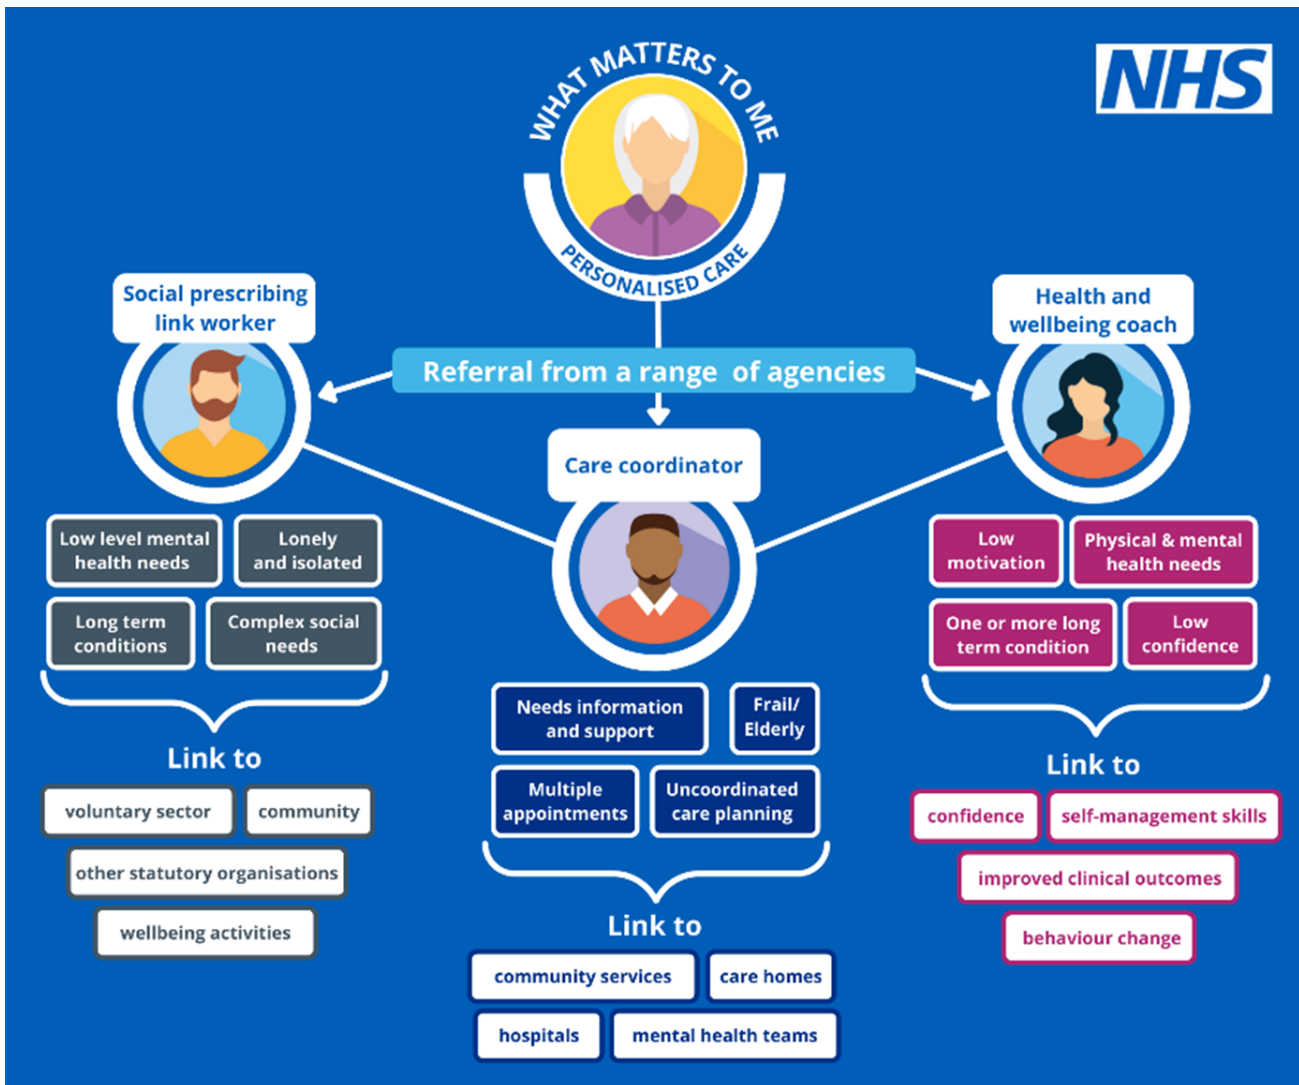 WHAT MATTERS TO ME
NHS
PERSONALISED CARE
Social prescribing
link worker
Health and
wellbeing coach
Referral from a range of agencies
Care coordinator
Low level mental
health needs
Lonely
and isolated
Long term
conditions
Complex social
needs
Link to
voluntary sector
community
other statutory organisations
wellbeing activities
Needs information
and support
Frail/
Elderly
Multiple
appointments
Uncoordinated
care planning
Link to
community services
care homes
hospitals
mental health teams
Low
motivation
Physical & mental
health needs
One or more long
term condition
Low
confidence
Link to
confidence
self-management skills
improved clinical outcomes
behaviour change